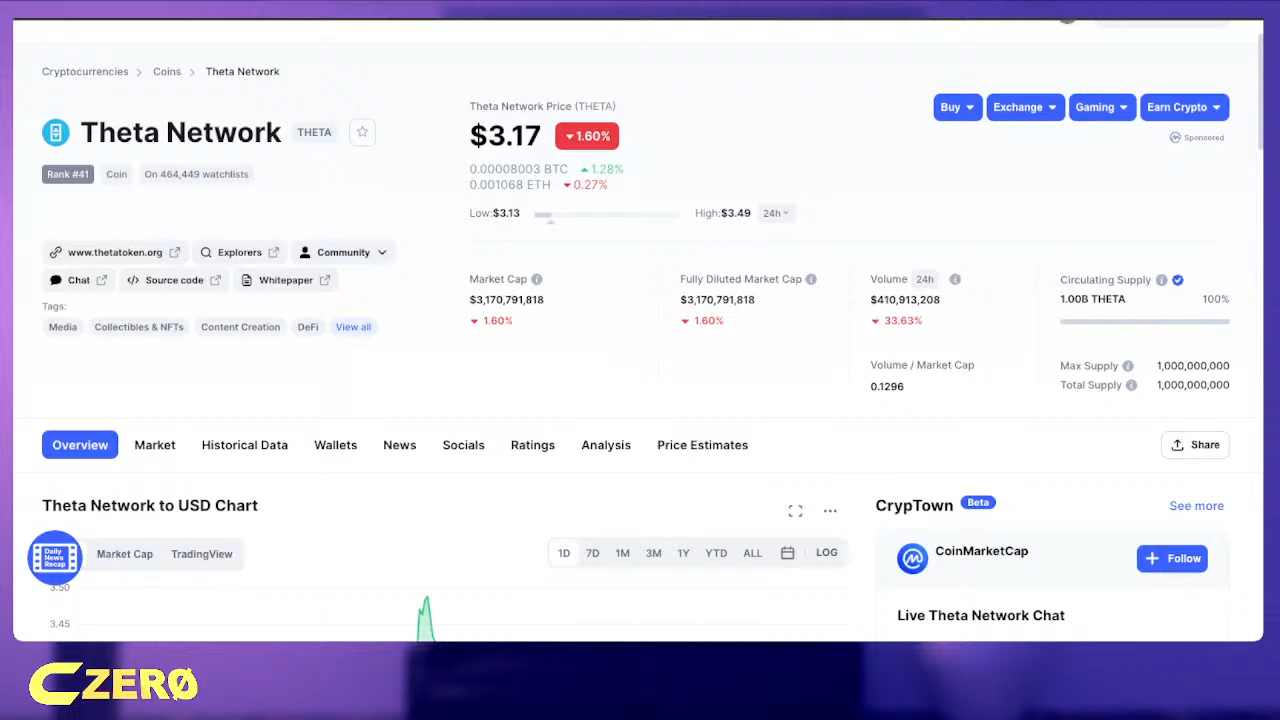 Cryptocurrencies > Coins > Theta Network
Theta Network THETA
Rank #41 Coin On 464,449 watchlists
www.thetatoken.org Explorers Community
Chat Source code Whitepaper
Tags:
Media Collectibles & NFTs Content Creation DeFi View all
Theta Network Price (THETA)
$3.17 1.60%
0.00008003 BTC 1.28%
0.001068 ETH 0.27%
Low:$3.13 High:$3.49 24h
Buy Exchange Gaming Earn Crypto
Sponsored
Market Cap
$3,170,791,818
1.60%
Fully Diluted Market Cap
$3,170,791,818
1.60%
Volume 24h
$410,913,208
33.63%
Volume / Market Cap
0.1296
Circulating Supply
1.00B THETA 100%
Max Supply 1,000,000,000
Total Supply 1,000,000,000
Overview Market Historical Data Wallets News Socials Ratings Analysis Price Estimates Share
Theta Network to USD Chart
Daily
News
Recap
Market Cap TradingView
1D 7D 1M 3M 1Y YTD ALL LOG
3.50
3.45
CrypTown Beta See more
CoinMarketCap + Follow
Live Theta Network Chat
CZERØ